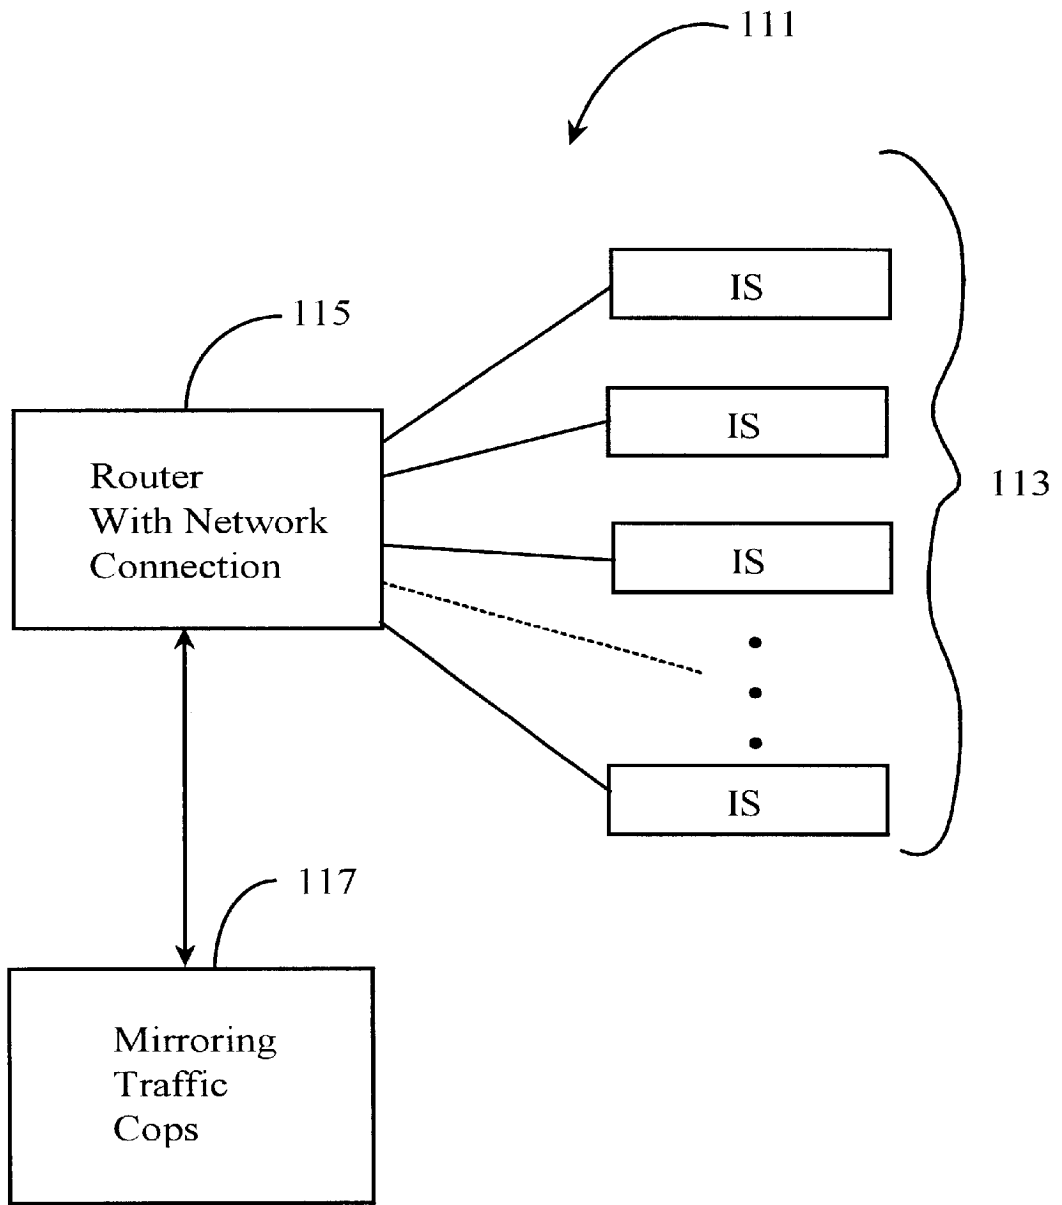 111
IS
115
IS
Router
With Network
Connection
113
IS
IS
117
Mirroring
Traffic
Cops